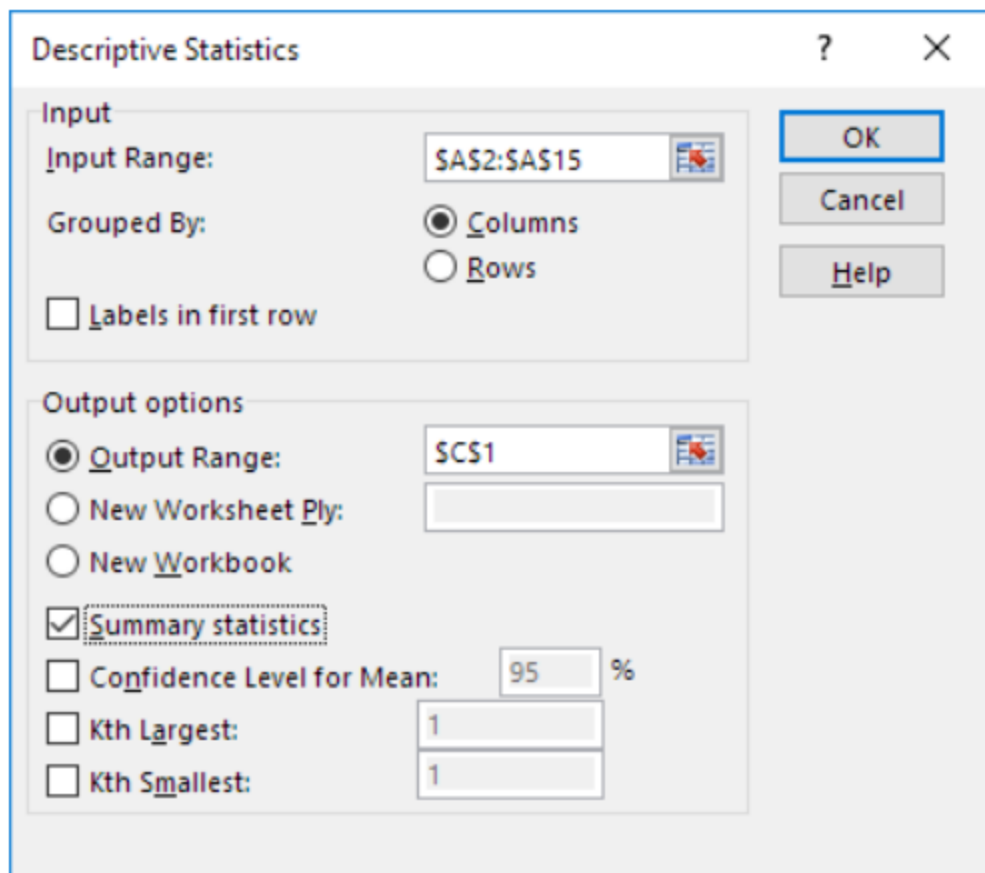 Descriptive Statistics ?
Input
Input Range: $A$2:$A$15
Grouped By: Columns
Rows
Labels in first row
OK
Cancel
Help
Output options
Output Range: $C$1
New Worksheet Ply:
New Workbook
Summary statistics
Confidence Level for Mean: 95 %
Kth Largest: 1
Kth Smallest: 1